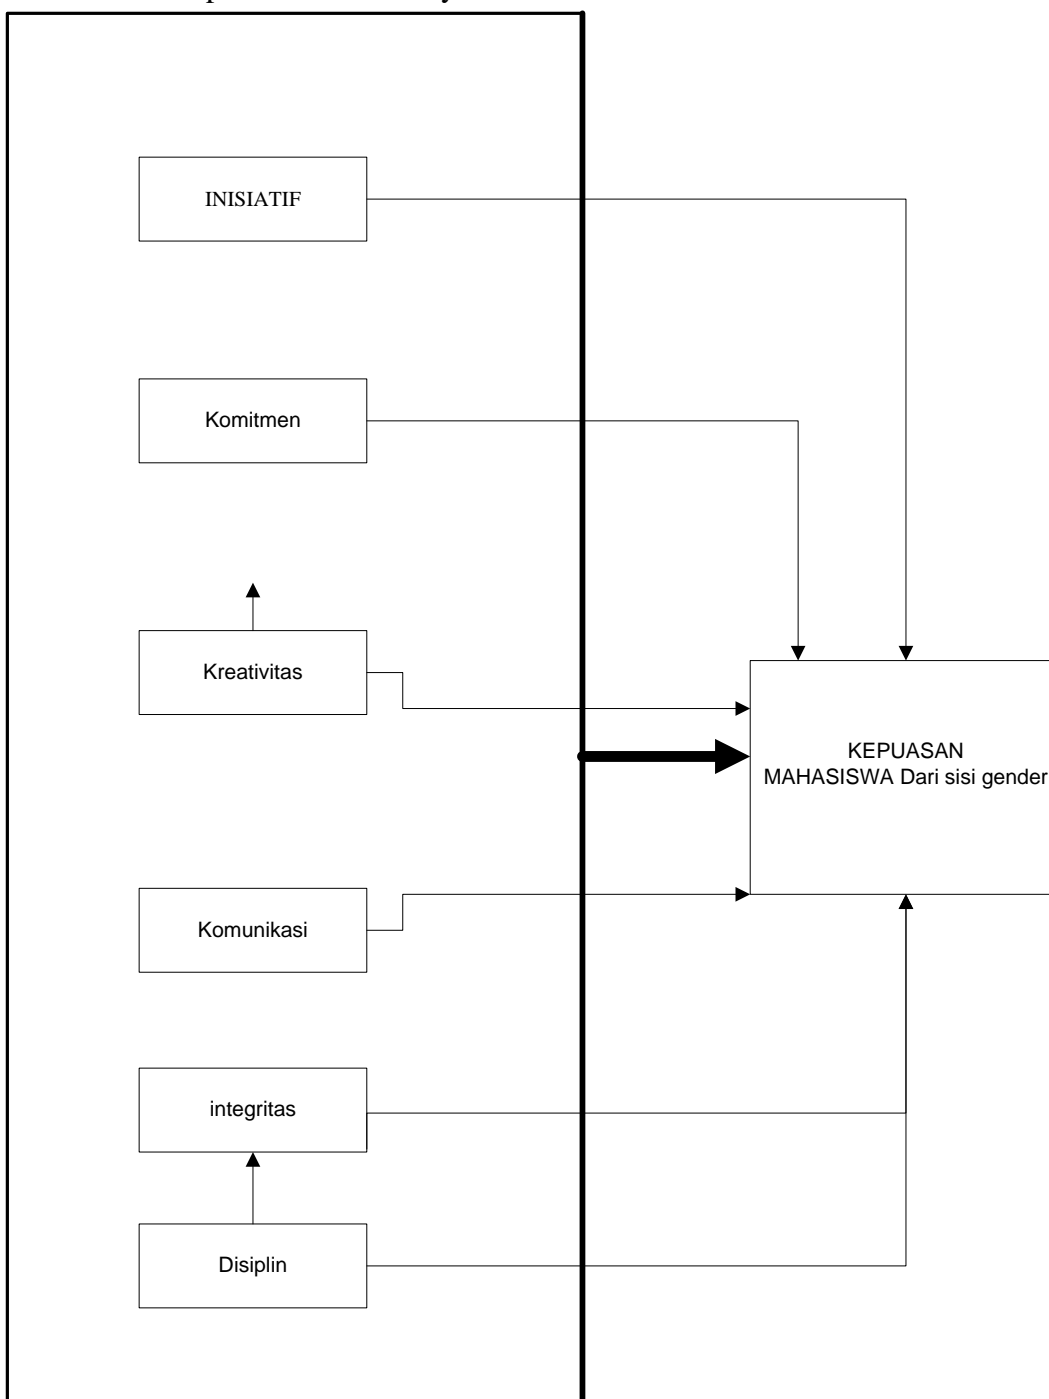 INISIATIF
Komitmen
Kreativitas
KEPUASAN
MAHASISWA Dari sisi gender
Komunikasi
integritas
Disiplin